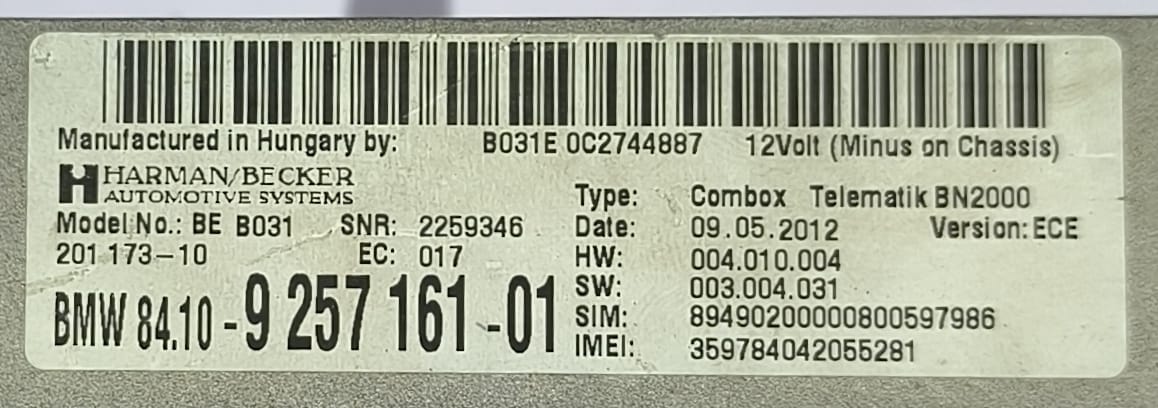 Manufactured in Hungary by: B031E 0C2744887 12Volt (Minus on Chassis)
HARMAN/BECKER
AUTOMOTIVE SYSTEMS
Model No.: BE B031 SNR: 2259346
201 173-10 EC: 017
BMW 84.10-9 257 161-01
Type: Combox Telematik BN2000
Date: 09.05.2012 Version: ECE
HW: 004.010.004
SW: 003.004.031
SIM: 89490200000800597986
IMEI: 359784042055281